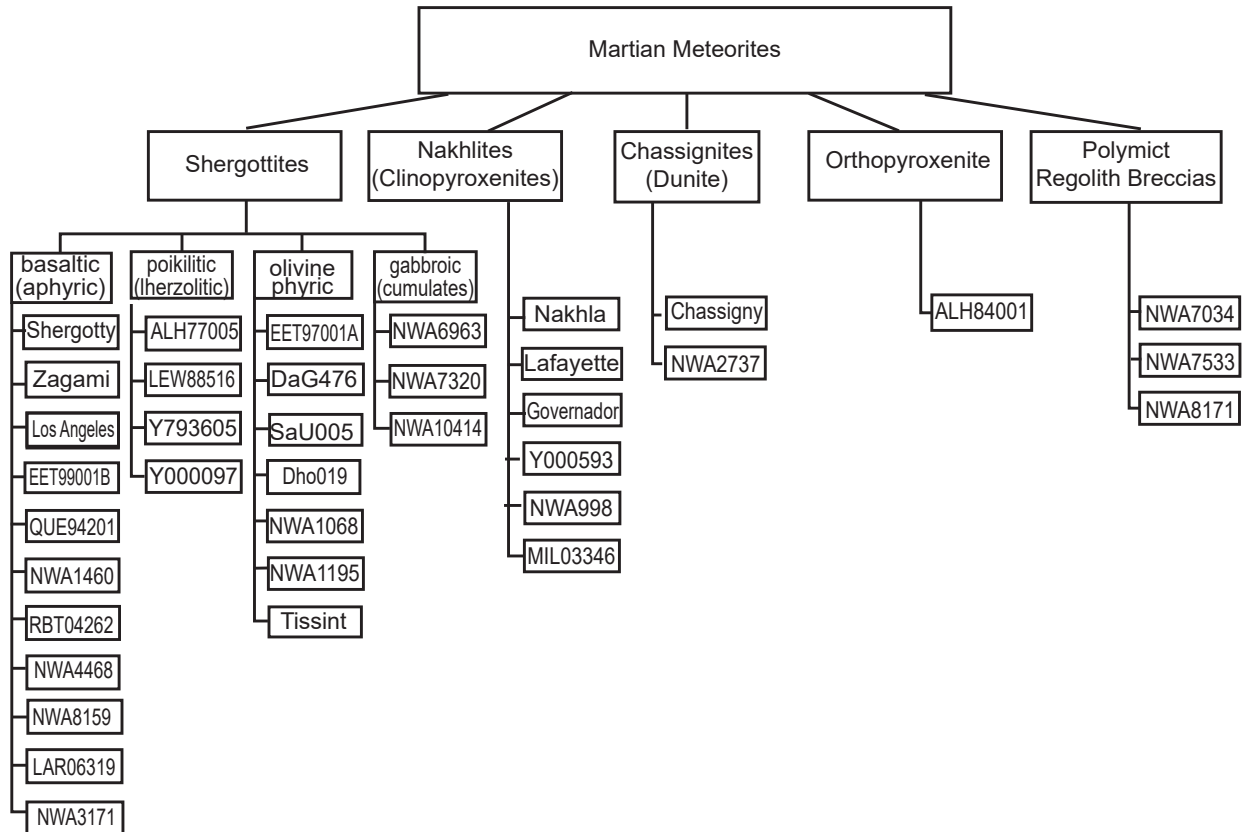 Martian Meteorites
Shergottites
Nakhlites
(Clinopyroxenites)
Chassignites
(Dunite)
Orthopyroxenite
Polymict
Regolith Breccias
basaltic
(aphyric)
poikilitic
(lherzolitic)
olivine
phyric
gabbroic
(cumulates)
Shergotty
Zagami
Los Angeles
EET99001B
QUE94201
NWA1460
RBT04262
NWA4468
NWA8159
LAR06319
NWA3171
ALH77005
LEW88516
Y793605
Y000097
EET97001A
DaG476
SaU005
Dho019
NWA1068
NWA1195
Tissint
NWA6963
NWA7320
NWA10414
Nakhla
Lafayette
Governador
Y000593
NWA998
MIL03346
Chassigny
NWA2737
ALH84001
NWA7034
NWA7533
NWA8171